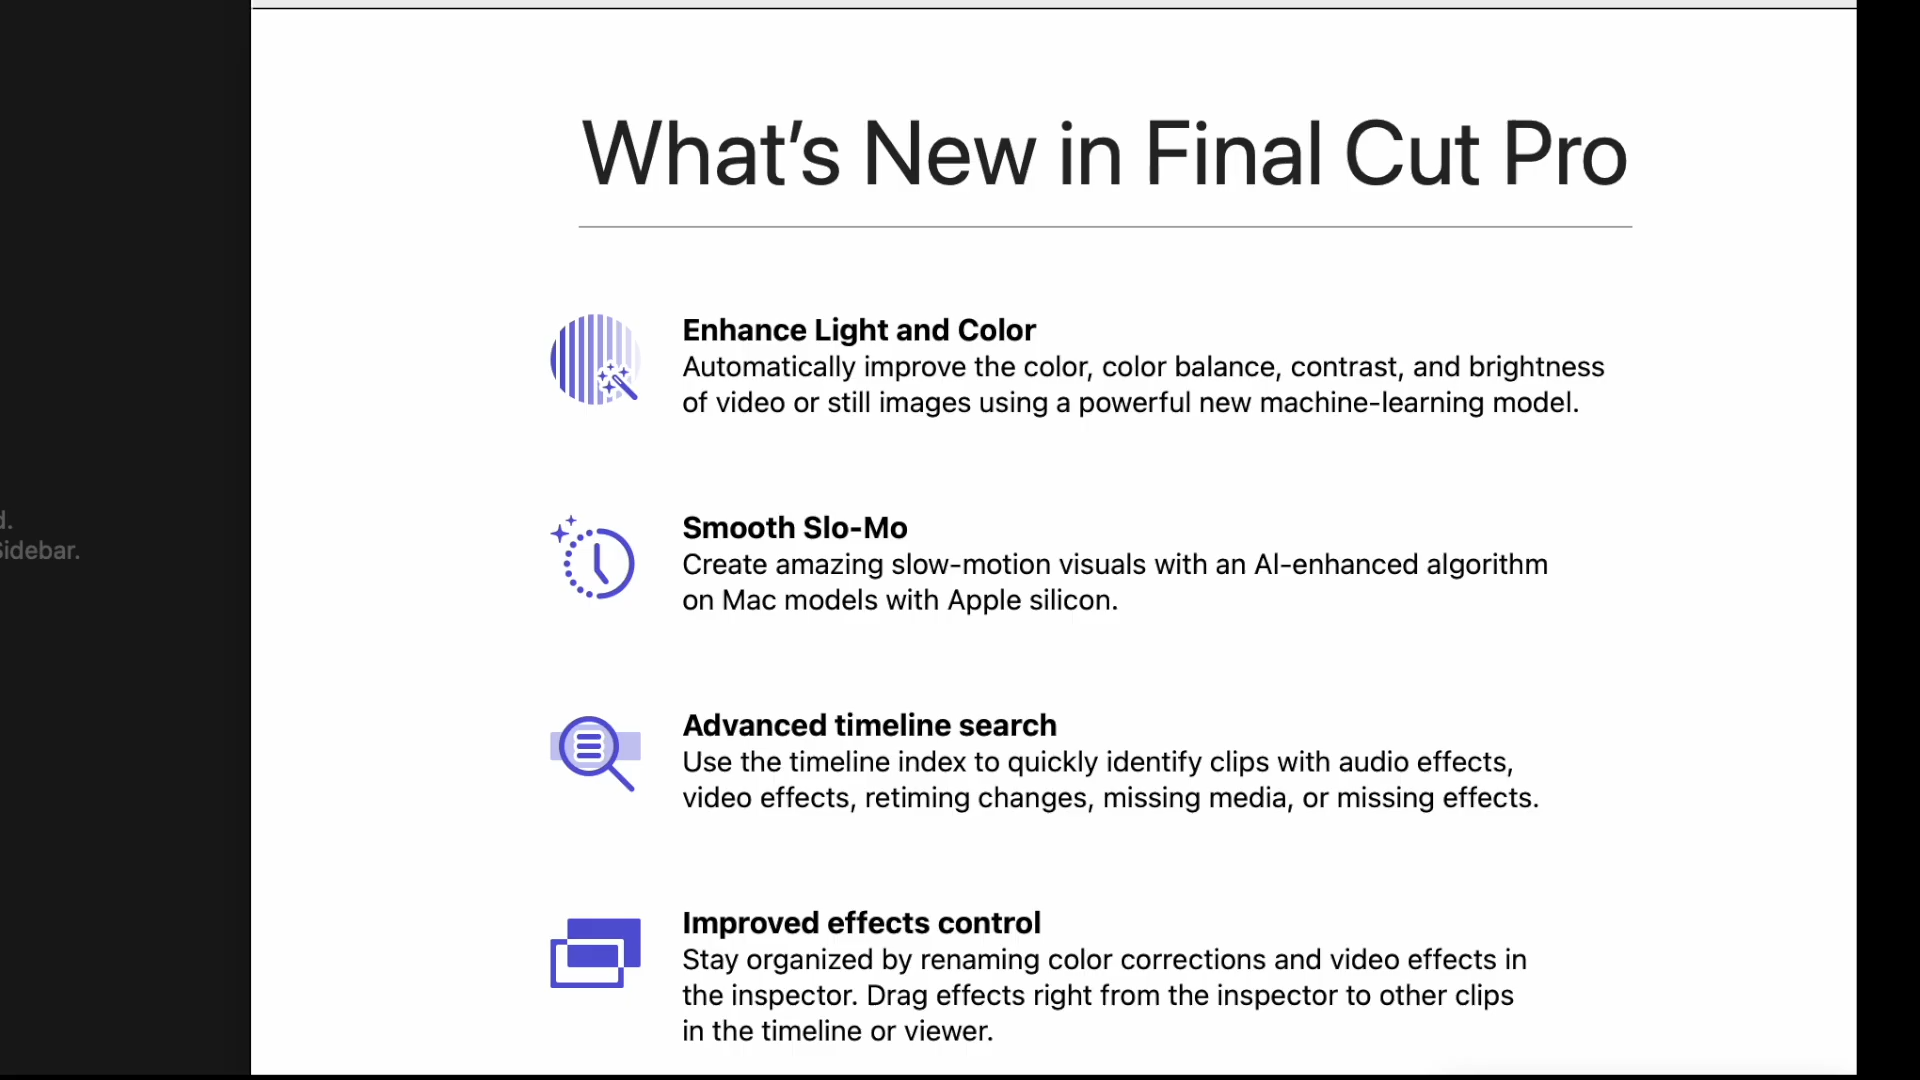 What's New in Final Cut Pro
Enhance Light and Color
Automatically improve the color, color balance, contrast, and brightness
of video or still images using a powerful new machine-learning model.
d.
Sidebar.
Smooth Slo-Mo
Create amazing slow-motion visuals with an AI-enhanced algorithm
on Mac models with Apple silicon.
Advanced timeline search
Use the timeline index to quickly identify clips with audio effects,
video effects, retiming changes, missing media, or missing effects.
Improved effects control
Stay organized by renaming color corrections and video effects in
the inspector. Drag effects right from the inspector to other clips
in the timeline or viewer.